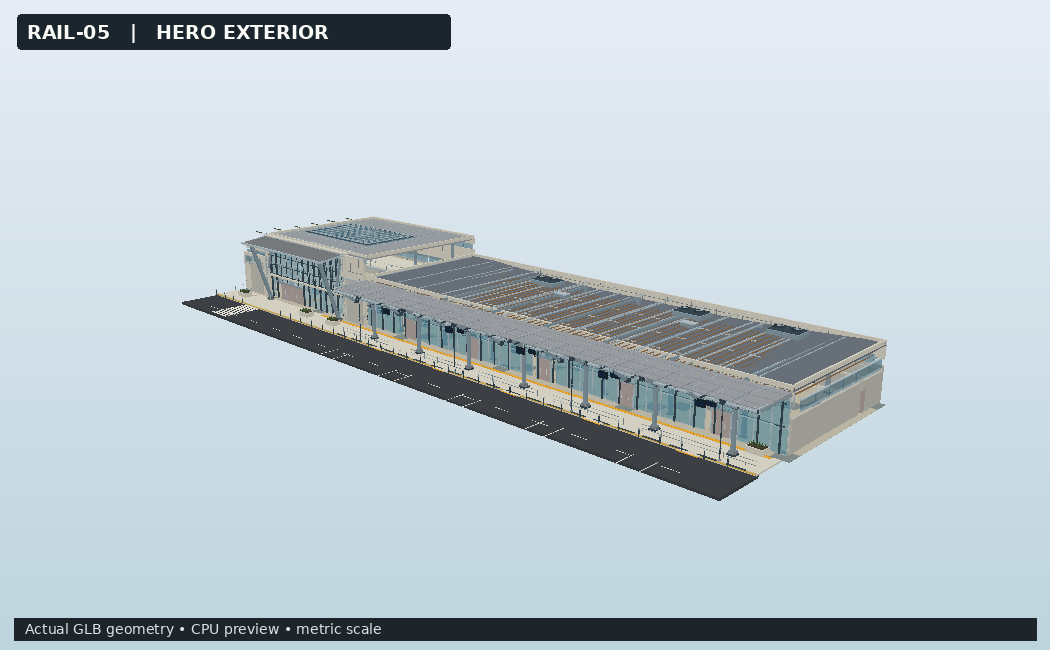 RAIL-05 | HERO EXTERIOR
Actual GLB geometry • CPU preview • metric scale